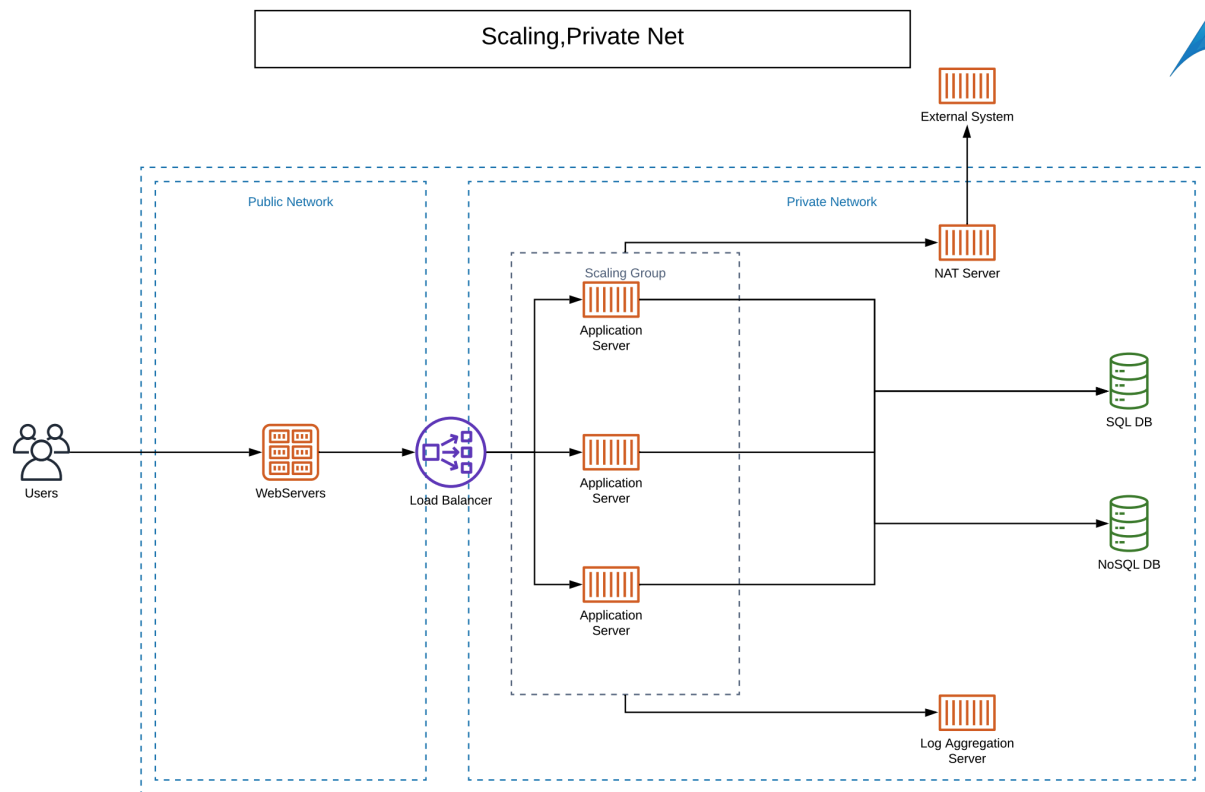 Scaling,Private Net
External System
Public Network
Private Network
NAT Server
Scaling Group
Application
Server
SQL DB
Users
WebServers
Load Balancer
Application
Server
NoSQL DB
Application
Server
Log Aggregation
Server